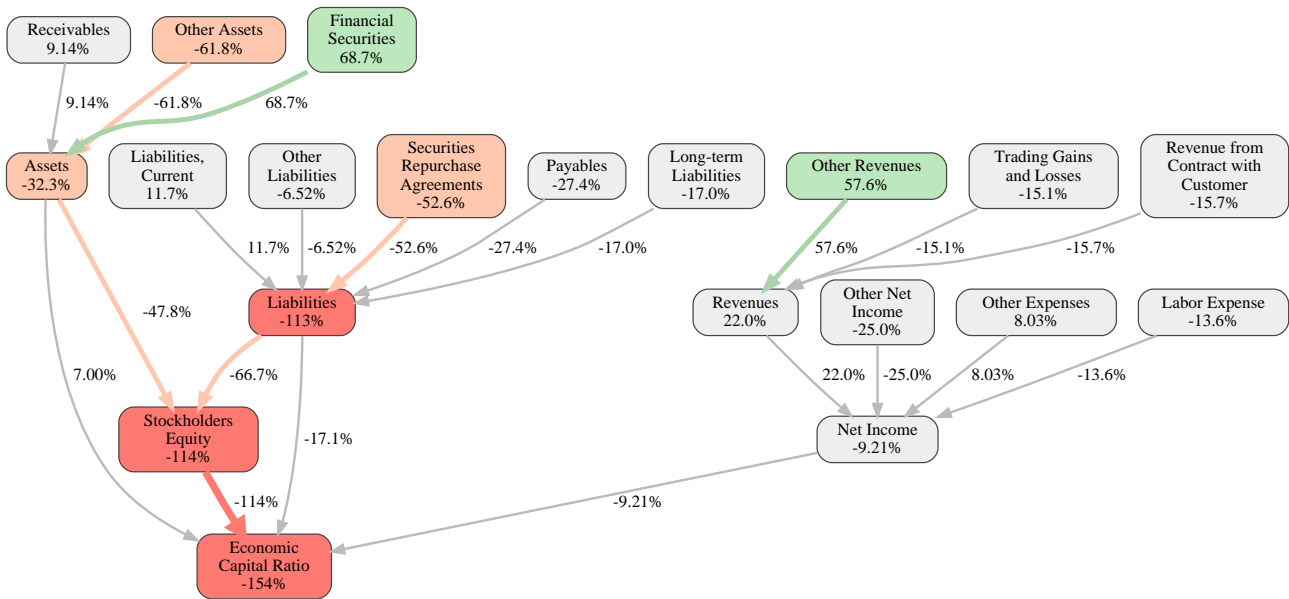 Receivables
9.14%
Other Assets
-61.8%
Financial
Securities
68.7%
9.14%
-61.8%
68.7%
Assets
-32.3%
Liabilities,
Current
11.7%
Other
Liabilities
-6.52%
Securities
Repurchase
Agreements
-52.6%
Payables
-27.4%
Long-term
Liabilities
-17.0%
Other Revenues
57.6%
Trading Gains
and Losses
-15.1%
Revenue from
Contract with
Customer
-15.7%
11.7%
-6.52%
-52.6%
-27.4%
-17.0%
57.6%
-15.1%
-15.7%
Liabilities
-113%
Revenues
22.0%
Other Net
Income
-25.0%
Other Expenses
8.03%
Labor Expense
-13.6%
-47.8%
7.00%
-66.7%
22.0%
-25.0%
8.03%
-13.6%
Stockholders
Equity
-114%
-17.1%
Net Income
-9.21%
-114%
-9.21%
Economic
Capital Ratio
-154%